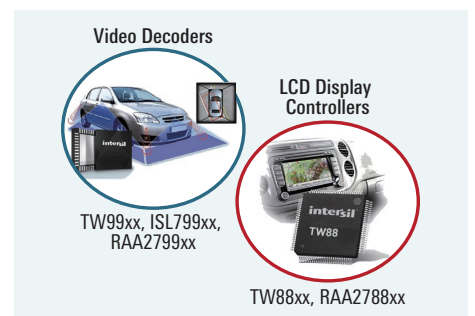 Video Decoders
intersil
TW99xx, ISL799xx,
RAA2799xx
LCD Display
Controllers
intersil
TW88
TW88xx, RAA2788xx